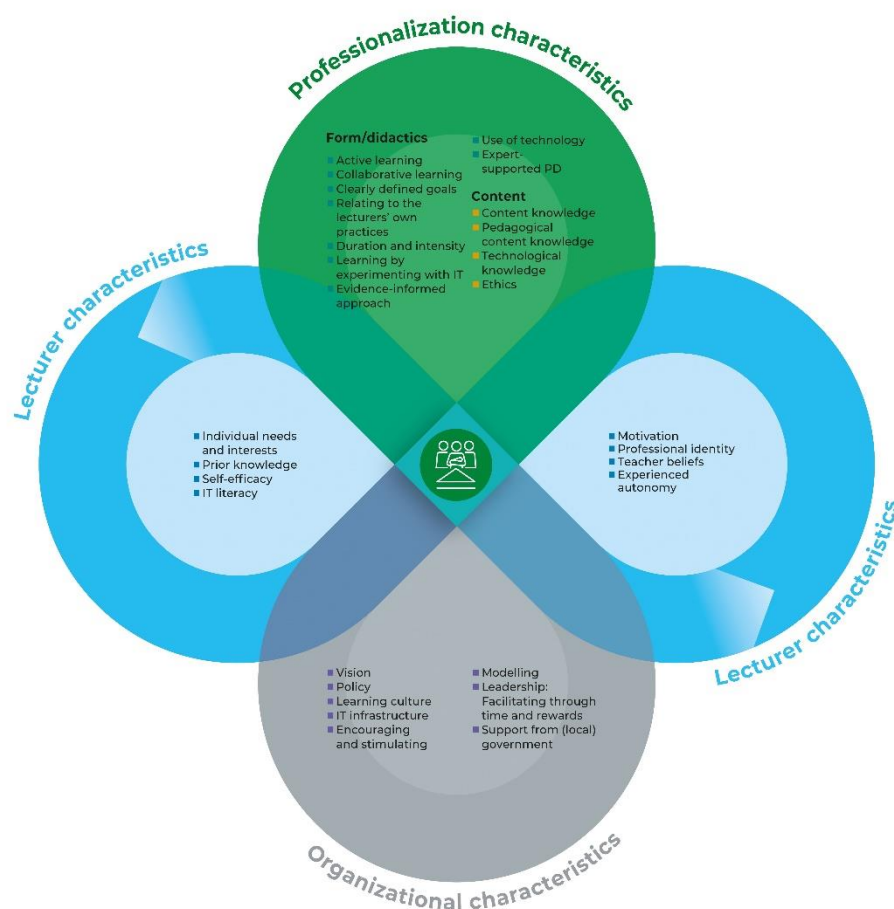 Professionalization characteristics
Form/didactics
Active learning
Collaborative learning
Clearly defined goals
Relating to the
lecturers' own
practices
Duration and intensity
Learning by
experimenting with IT
Evidence-informed
approach
Use of technology
Expert-
supported PD
Content
Content knowledge
Pedagogical
content knowledge
Technological
knowledge
Ethics
Lecturer characteristics
Individual needs
and interests
Prior knowledge
Self-efficacy
IT literacy
Motivation
Professional identity
Teacher beliefs
Experienced
autonomy
Lecturer characteristics
Vision
Policy
Learning culture
IT infrastructure
Encouraging
and stimulating
Modelling
Leadership:
Facilitating through
time and rewards
Support from (local)
government
Organizational characteristics